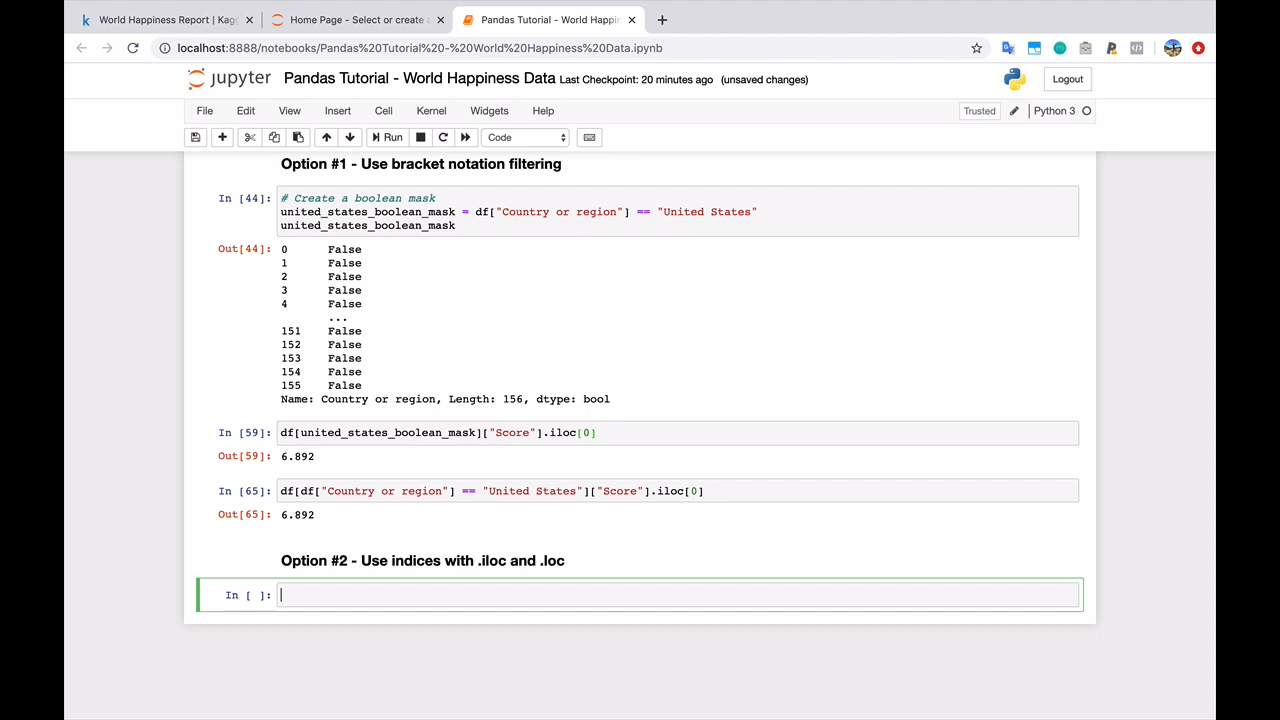 World Happiness Report | Kagg
Home Page - Select or create a
Pandas Tutorial - World Happin
localhost:8888/notebooks/Pandas%20Tutorial%20-%20World%20Happiness%20Data.ipynb
jupyter Pandas Tutorial - World Happiness Data Last Checkpoint: 20 minutes ago (unsaved changes)
Logout
File Edit View Insert Cell Kernel Widgets Help
Trusted Python 3
Run Code
Option #1 - Use bracket notation filtering
In [44]: # Create a boolean mask
united_states_boolean_mask = df["Country or region"] == "United States"
united_states_boolean_mask
Out[44]: 0 False
1 False
2 False
3 False
4 False
...
151 False
152 False
153 False
154 False
155 False
Name: Country or region, Length: 156, dtype: bool
In [59]: df[united_states_boolean_mask]["Score"].iloc[0]
Out[59]: 6.892
In [65]: df[df["Country or region"] == "United States"]["Score"].iloc[0]
Out[65]: 6.892
Option #2 - Use indices with .iloc and .loc
In [ ]: